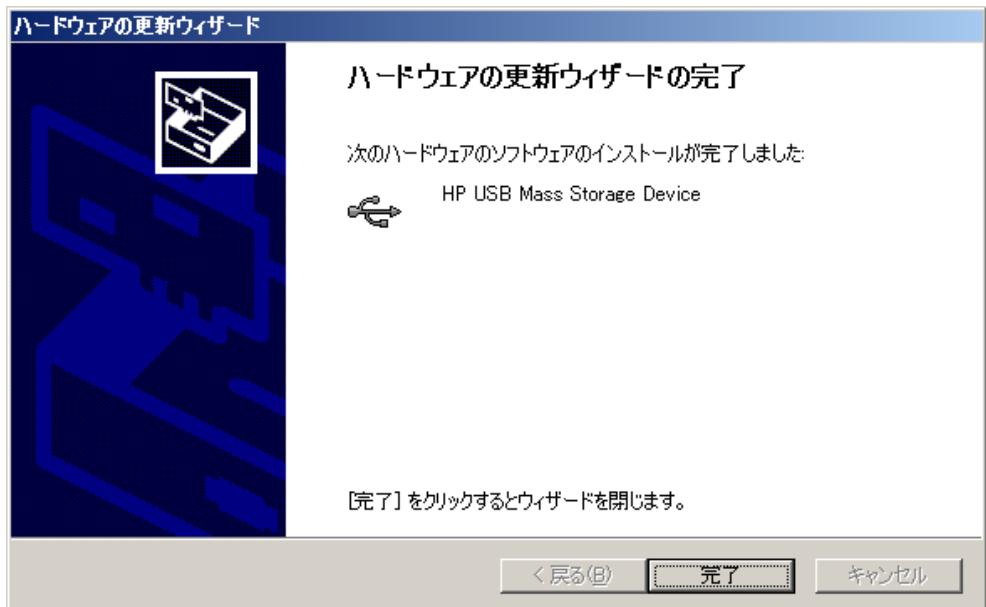 ハードウェアの更新ウィザード
ハードウェアの更新ウィザードの完了
次のハードウェアのソフトウェアのインストールが完了しました:
HP USB Mass Storage Device
[完了] をクリックするとウィザードを閉じます。
< 戻る(B)
完了
キャンセル